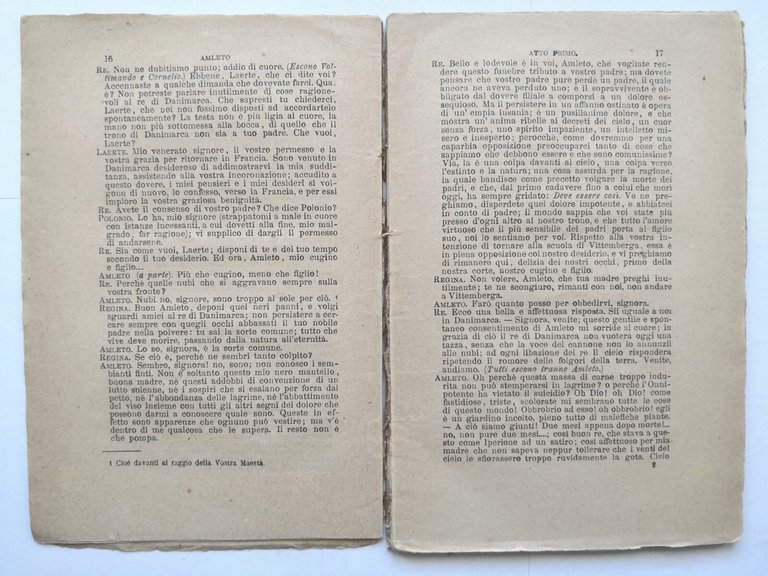 16 AMLETO
RE. Non ne dubitiamo punto; addio di cuore. (Escono Vol-
timando e Cornelio.) Ebbene, Laerte, che ci dite voi?
Accennaste a qualche dimanda che dovevate farci. Qua.
è? Non potreste parlare inutilmente di cose ragione-
voli al re di Danimarca. Che sapresti tu chiederci,
Laerte, che noi non fossimo disposti ad accordartelo
spontaneamente? La testa non è più ligia al cuore, la
mano non più sottomessa alla bocca, di quello che il
trono di Danimarca non sia a tuo padre. Che vuoi,
Laerte?
LAERTE. Mio venerato signore, il vostro permesso e la
vostra grazia per ritornare in Francia. Sono venuto in
Danimarca desideroso di addimostrarvi la mia suddi-
tanza, assistendo alla vostra incoronazione; accudito a
questo dovere, i miei pensieri e i miei desideri si vol-
gono di nuovo, lo confesso, verso la Francia, e per essi
imploro la vostra graziosa benignità.
RE. Avete il consenso di vostro padre? Che dice Polonio?
POLONIO. Lo ha, mio signore (strappatomi a male in cuore
con istanze incessanti, a cui dovetti alla fine, mio mal-
grado, far ragione); vi supplico di dargli il permesso
di andarsene.
RE. Sia come vuoi, Laerte; disponi di te e del tuo tempo
secondo il tuo desiderio. Ed ora, Amleto, mio cugino
e figlio....
AMLETO (a parte). Più che cugino, meno che figlio!
RE. Perchè quelle nubi che si aggravano sempre sulla
vostra fronte?
AMLETO. Nubi no, signore, sono troppo al sole per ciò. 1
REGINA. Buon Amleto, deponi quei neri panni, e volgi
sguardi amici al re di Danimarca; non persistere a cer-
care sempre con quegli occhi abbassati il tuo nobile
padre nella polvere: tu sai la sorte comune; tutto che
vive deve morire, passando dalla natura all'eternità.
AMLETO. Lo so, signora, è la sorte comune.
REGINA. Se ciò è, perchè ne sembri tanto colpito?
AMLETO. Sembro, signora! no, sono; non conosco i sem-
bianti finti. Non è soltanto questo mio nero mantello
buona madre, nè questi addobbi di convenzione di un
lutto solenne, nè i sospiri che si esalano per forza dal
petto, nè l'abbondanza delle lagrime, nè l'abbattimento
del viso insieme con tutti gli altri segni del dolore che
possono darmi a conoscere quale sono. Queste in ef-
fetto sono apparenze che ognuno può vestire; ma v'è
dentro di me qualcosa che le supera. Il resto non è
che pompa.
1 Cioè davanti al raggio della Vostra Maestà.
ATTO PRIMO. 17
RE. Bello è lodevole è in voi, Amleto, che vogliate ren-
dere questo funebre tributo a vostro padre; ma dovete
pensare che vostro padre pure perdè un padre, il quale
ancora ne aveva perduto uno; e il sopravvivente è
obbligato dal dovere filiale a comporsi a un dolore os-
sequioso. Ma il persistere in un affanno ostinato è opera
di un'empia insania; è un pusillanime dolore, e che
mostra un'anima ribelle ai decreti del cielo, un cuor
senza forza, uno spirito impaziente, un intelletto mise-
ro e inesperto; perocchè, come dovremmo per una
caparbia opposizione preoccuparci tanto di cose che
sappiamo che debbono essere e che sono comunissime?
Via, là è una colpa davanti al cielo, una colpa verso
l'estinto e la natura; una cosa assurda per la ragione,
la quale bandisce come precetto volgare la morte dei
padri, e che, dal primo cadavere fino a colui che morì
oggi, ha sempre gridato: Deve essere così. Ve ne pre-
ghiamo, disperdete quel dolore impotente, e abbiateci
in conto di padre; il mondo sappia che voi state più
presso d'ogni altro al nostro trono, e che tutto l'amore
virtuoso che il più sensibile dei padri porta al figlio
suo, noi lo sentiamo per voi. Rispetto alla vostra in-
tenzione di tornare alla scuola di Vittemberga, essa è
in piena opposizione col nostro desiderio, e vi preghiamo
di rimanere qui, delizia dei nostri occhi, primo della
nostra corte, nostro cugino e figlio.
REGINA. Non volere, Amleto, che tua madre preghi inu-
tilmente; te ne scongiuro, rimanti con noi, non andare
a Vittemberga.
AMLETO. Farò quanto posso per obbedirvi, signora.
RE. Ecco una bella e affettuosa risposta. Sii uguale a noi
in Danimarca. — Signora, venite; questo gentile e spon-
taneo consentimento di Amleto mi sorride al cuore; in
grazia di ciò il re di Danimarca non vuoterà oggi una
tazza, senza che la voce del cannone non lo annunzi
alle nubi; ad ogni libazione del re il cielo risponderà
ripetendo il romore delle folgori della terra. Venite,
andiamo. (Tutti escono tranne Amleto.)
AMLETO. Oh perchè questa massa di carne troppo indu-
rita non può stemperarsi in lagrime? o perchè l'Onni-
potente ha vietato il suicidio? Oh Dio! oh Dio! come
fastidiose, triste, scolorate mi sembrano tutte le cose
di questo mondo! Obbrobrio ad esso! oh obbrobrio! egli
è un giardino incolto, pieno tutto di malefiche piante.
— A ciò siamo giunti! Due mesi appena dopo morte!...
no, non pure due mesi....; così buon re, che stava a que-
sto come Iperione ad un satiro; così affettuoso per mia
madre che non sapeva neppur tollerare che i venti del
cielo le sfiorassero troppo ruvidamente la gota. Cielo
2